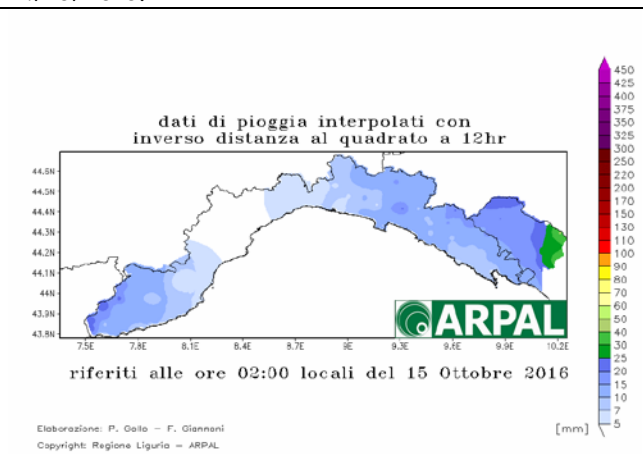 dati di pioggia interpolati con
inverso distanza al quadrato a 12hr
44.5N
44.5N
44.4N
44.2N
44.1N
44N
43.9N
43.8N
7.5E 7.8E 8.1E 8.4E 8.7E 9E 9.3E 9.6E 9.9E 10.2E
ARPAL
450
425
400
375
350
325
300
250
220
200
170
150
130
110
100
90
80
70
60
50
40
30
25
20
15
10
7
5
[mm]
riferiti alle ore 02:00 locali del 15 Ottobre 2016
Elaborazione: P. Gollo – F. Giannoni
Copyright: Regione Liguria – ARPAL